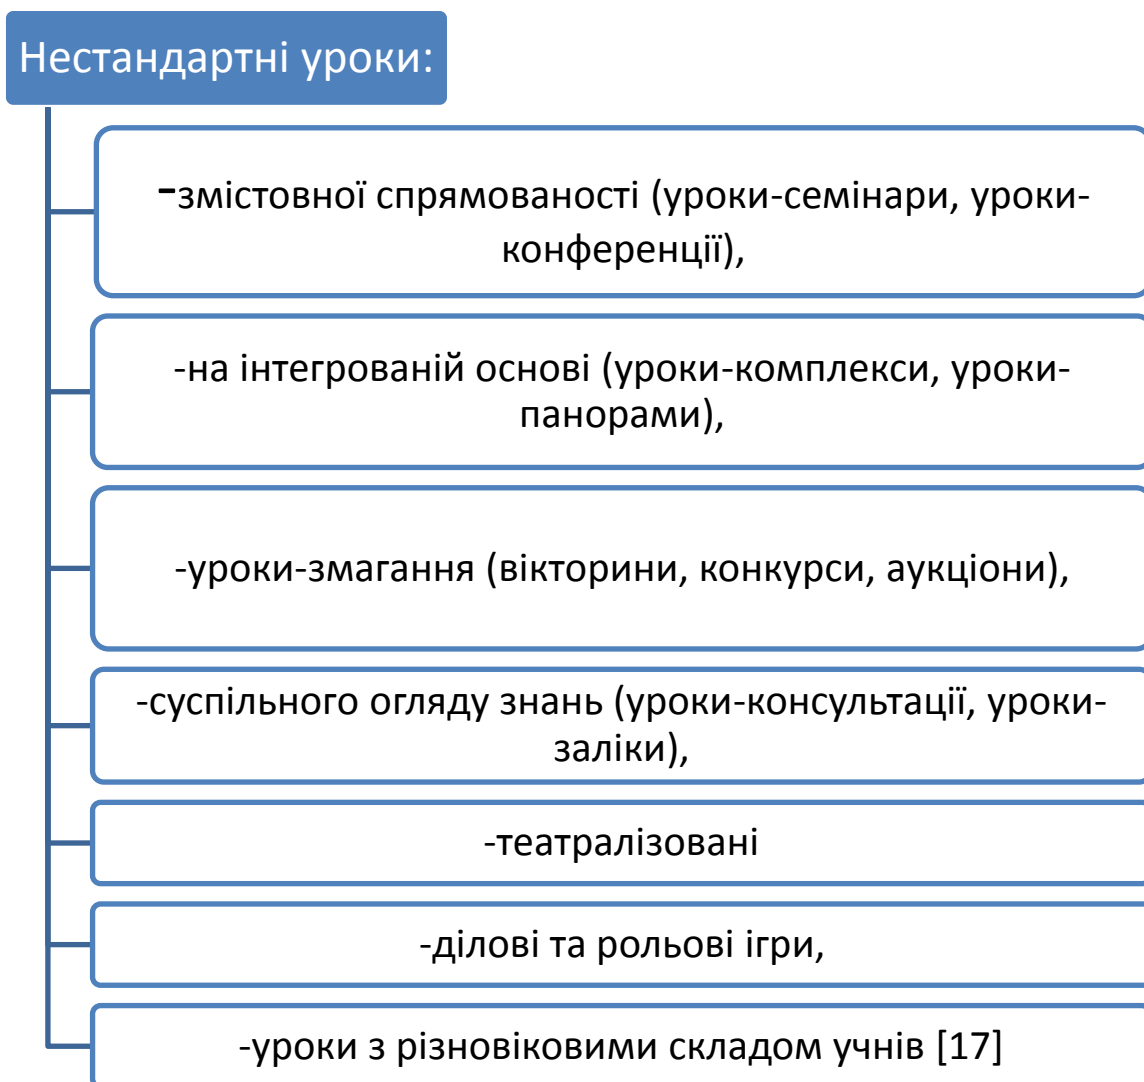 Нестандартні уроки:
-змістовної спрямованості (уроки-семінари, уроки-
конференції),
-на інтегрованій основі (уроки-комплекси, уроки-
панорами),
-уроки-змагання (вікторини, конкурси, аукціони),
-суспільного огляду знань (уроки-консультації, уроки-
заліки),
-театралізовані
-ділові та рольові ігри,
-уроки з різновіковими складом учнів [17]